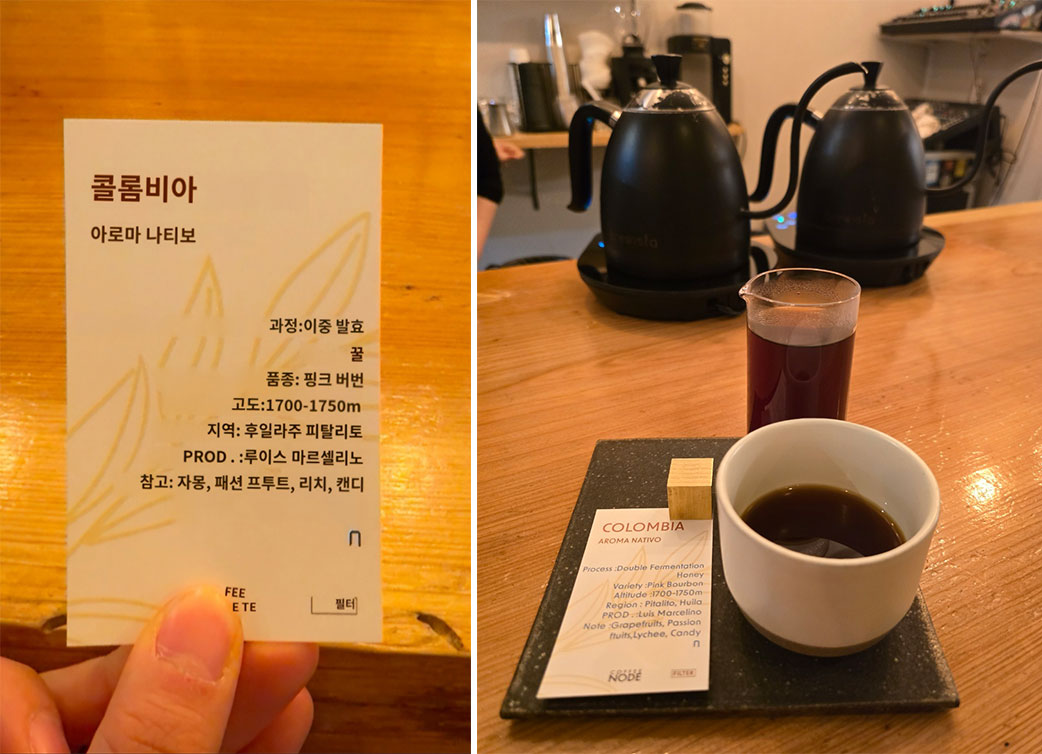 콜롬비아
아로마 나티보
과정:이중 발효
꿀
품종: 핑크 버번
고도:1700-1750m
지역: 후일라주 피탈리토
PROD . :루이스 마르셀리노
참고: 자몽, 패션 프투트, 리치, 캔디
n
FEE
E TE
필터
brewista
COLOMBIA
AROMA NATIVO
Process :Double Fermentation
Honey
Variety :Pink Bourbon
Altitude :1700-1750m
Region : Pitalito, Huila
PROD . :Luis Marcelino
Note :Grapefruits, Passion
fruits,Lychee, Candy
n
COFFEE
NODE
FILTER